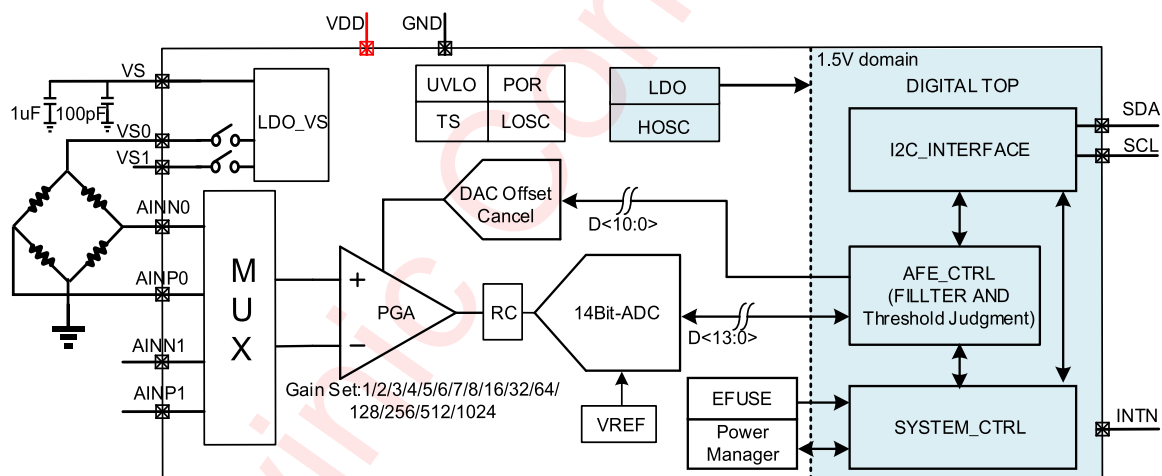 VDD
GND
VS
1uF
100pF
LDO_VS
VS0
VS1
UVLO
POR
TS
LOSC
LDO
HOSC
1.5V domain
DIGITAL TOP
I2C_INTERFACE
SDA
SCL
DAC Offset
Cancel
D<10:0>
AINN0
AINP0
AINN1
AINP1
M
U
X
+
−
PGA
RC
14Bit-ADC
D<13:0>
AFE_CTRL
(FILLTER AND
Threshold Judgment)
Gain Set:1/2/3/4/5/6/7/8/16/32/64/
128/256/512/1024
VREF
EFUSE
Power
Manager
SYSTEM_CTRL
INTN